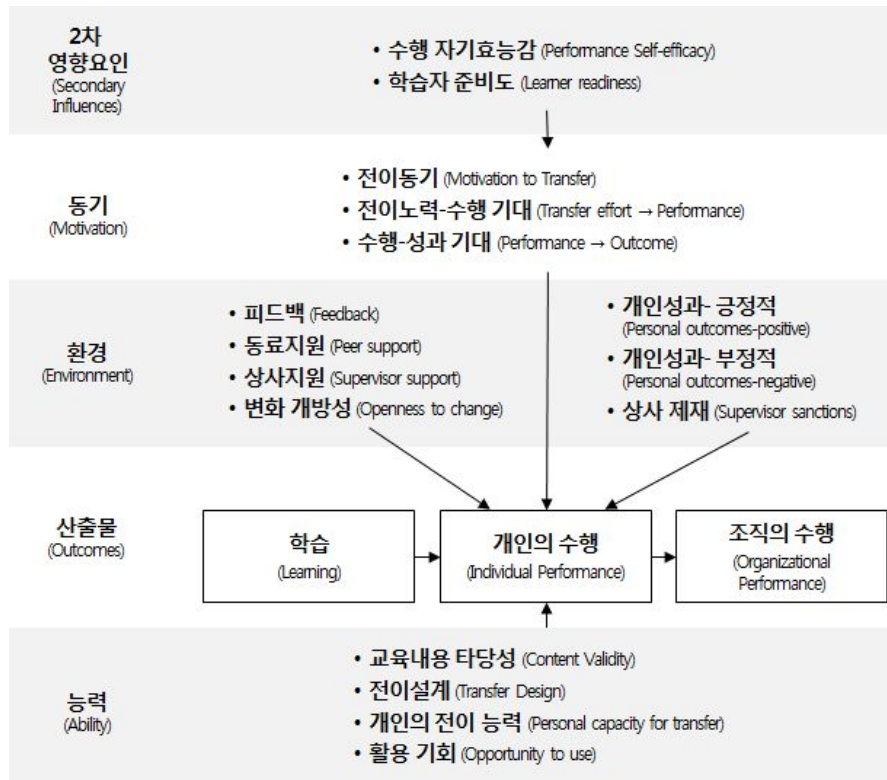 2차
영향요인
(Secondary
Influences)
• 수행 자기효능감 (Performance Self-efficacy)
• 학습자 준비도 (Learner readiness)
동기
(Motivation)
• 전이동기 (Motivation to Transfer)
• 전이노력-수행 기대 (Transfer effort → Performance)
• 수행-성과 기대 (Performance → Outcome)
환경
(Environment)
• 피드백 (Feedback)
• 동료지원 (Peer support)
• 상사지원 (Supervisor support)
• 변화 개방성 (Openness to change)
• 개인성과- 긍정적
(Personal outcomes-positive)
• 개인성과- 부정적
(Personal outcomes-negative)
• 상사 제재 (Supervisor sanctions)
산출물
(Outcomes)
학습
(Learning)
개인의 수행
(Individual Performance)
조직의 수행
(Organizational
Performance)
능력
(Ability)
• 교육내용 타당성 (Content Validity)
• 전이설계 (Transfer Design)
• 개인의 전이 능력 (Personal capacity for transfer)
• 활용 기회 (Opportunity to use)